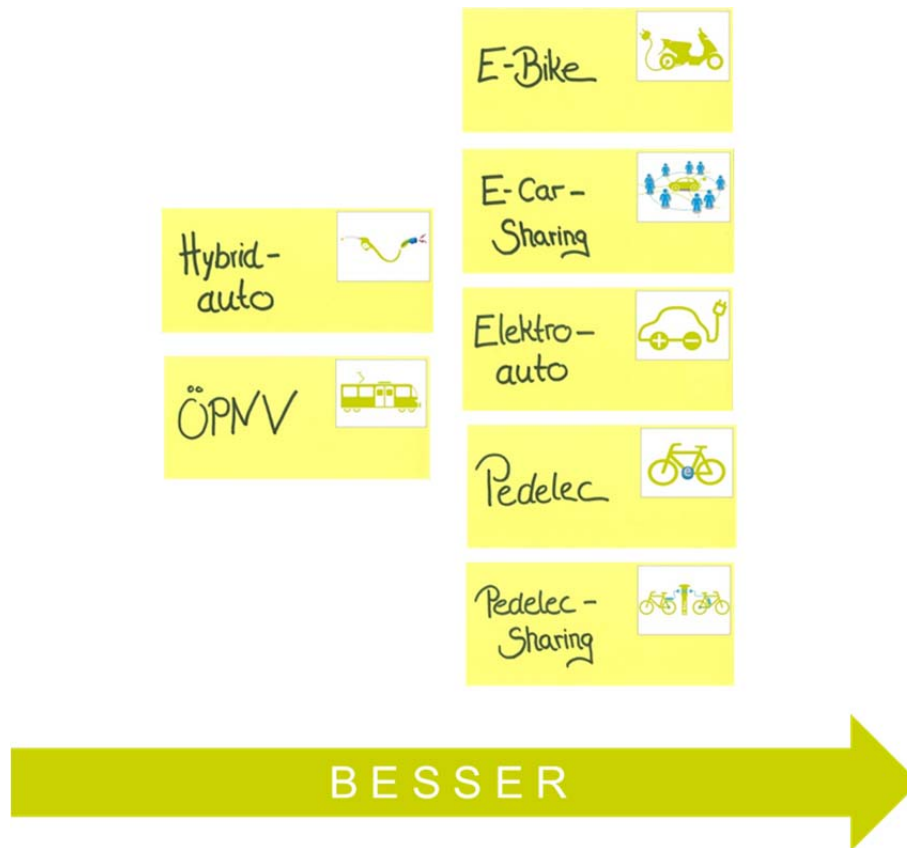 Hybrid-
auto
ÖPNV
E-Bike
E-Car-
Sharing
Elektro-
auto
Pedelec
e
Pedelec-
Sharing
BESSER